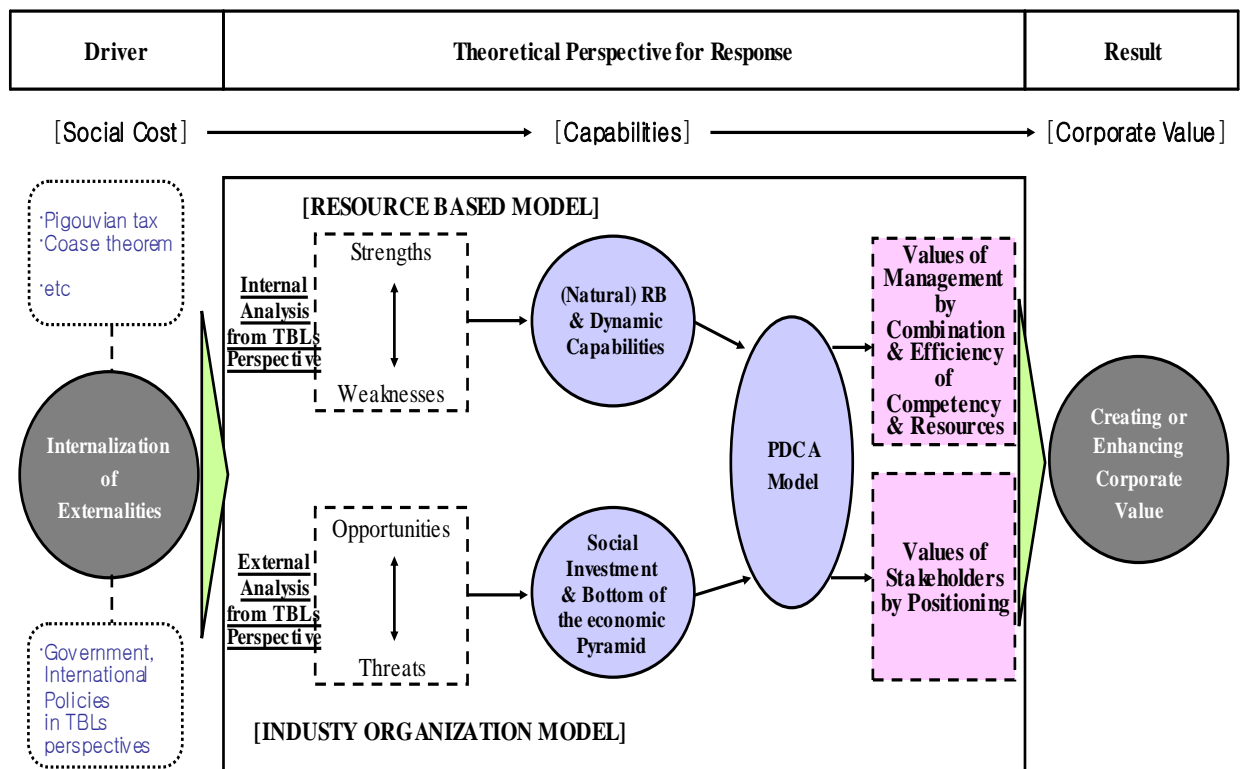 Driver
Theoretical Perspective for Response
Result
[Social Cost]
[Capabilities]
[Corporate Value]
·Pigouvian tax
·Coase theorem
·etc
Internalization
of
Externalities
·Government,
International
Policies
in TBLs
perspectives
[RESOURCE BASED MODEL]
Internal
Analysis
from TBLs
Perspective
Strengths
Weaknesses
(Natural) RB
& Dynamic
Capabilities
External
Analysis
from TBLs
Perspective
Opportunities
Threats
Social
Investment
& Bottom of
the economic
Pyramid
[INDUSTY ORGANIZATION MODEL]
PDCA
Model
Values of
Management
by
Combination
& Efficiency
of
Competency
& Resources
Values of
Stakeholders
by Positioning
Creating or
Enhancing
Corporate
Value